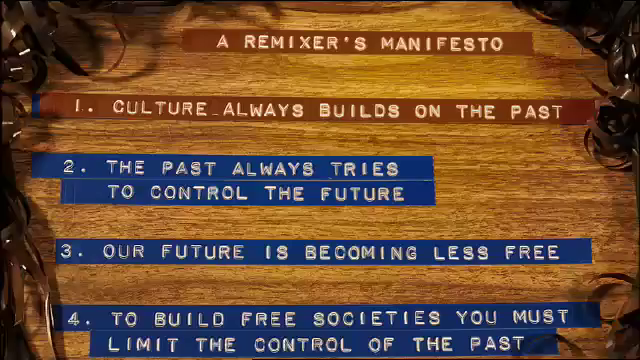 A REMIXER'S MANIFESTO
1. CULTURE ALWAYS BUILDS ON THE PAST
2. THE PAST ALWAYS TRIES
TO CONTROL THE FUTURE
3. OUR FUTURE IS BECOMING LESS FREE
4. TO BUILD FREE SOCIETIES YOU MUST
LIMIT THE CONTROL OF THE PAST